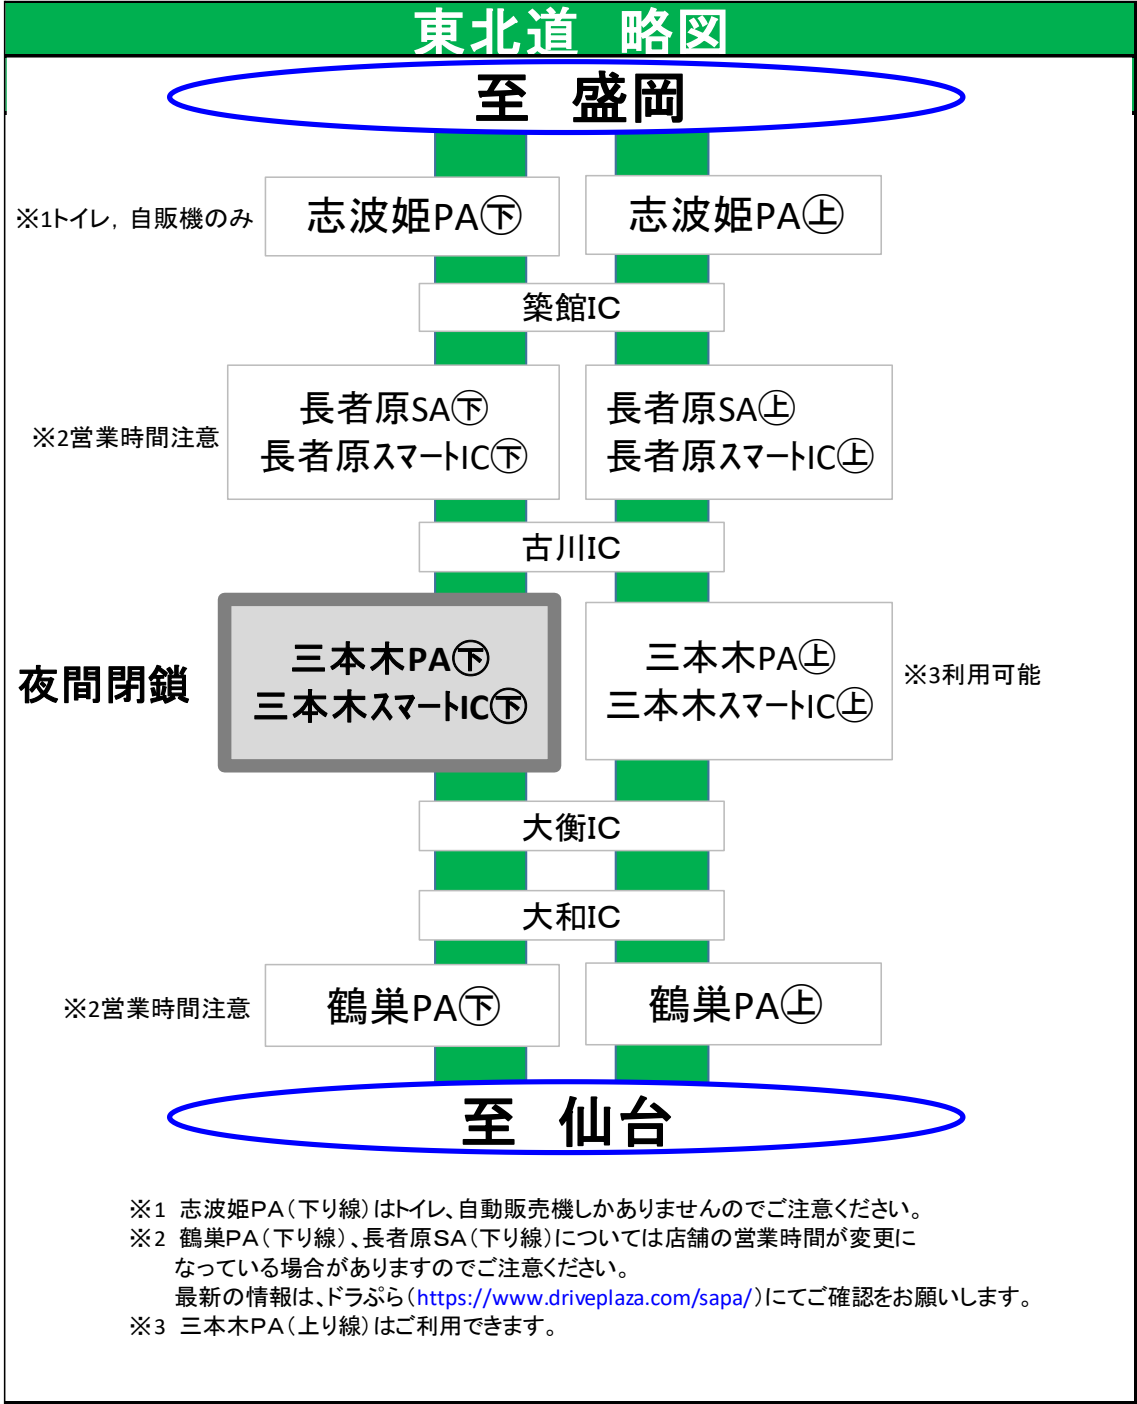 東北道　略図
至　盛岡
※1トイレ，自販機のみ
志波姫PA㊦
志波姫PA㊤
築館IC
※2営業時間注意
長者原SA㊦
長者原スマートIC㊦
長者原SA㊤
長者原スマートIC㊤
古川IC
夜間閉鎖
三本木PA㊦
三本木スマートIC㊦
三本木PA㊤
三本木スマートIC㊤
※3利用可能
大衡IC
大和IC
※2営業時間注意
鶴巣PA㊦
鶴巣PA㊤
至　仙台
※1 志波姫PA（下り線）はトイレ、自動販売機しかありませんのでご注意ください。
※2 鶴巣PA（下り線）、長者原SA（下り線）については店舗の営業時間が変更に
なっている場合がありますのでご注意ください。
最新の情報は、ドラぷら（https://www.driveplaza.com/sapa/）にてご確認をお願いします。
※3 三本木PA（上り線）はご利用できます。